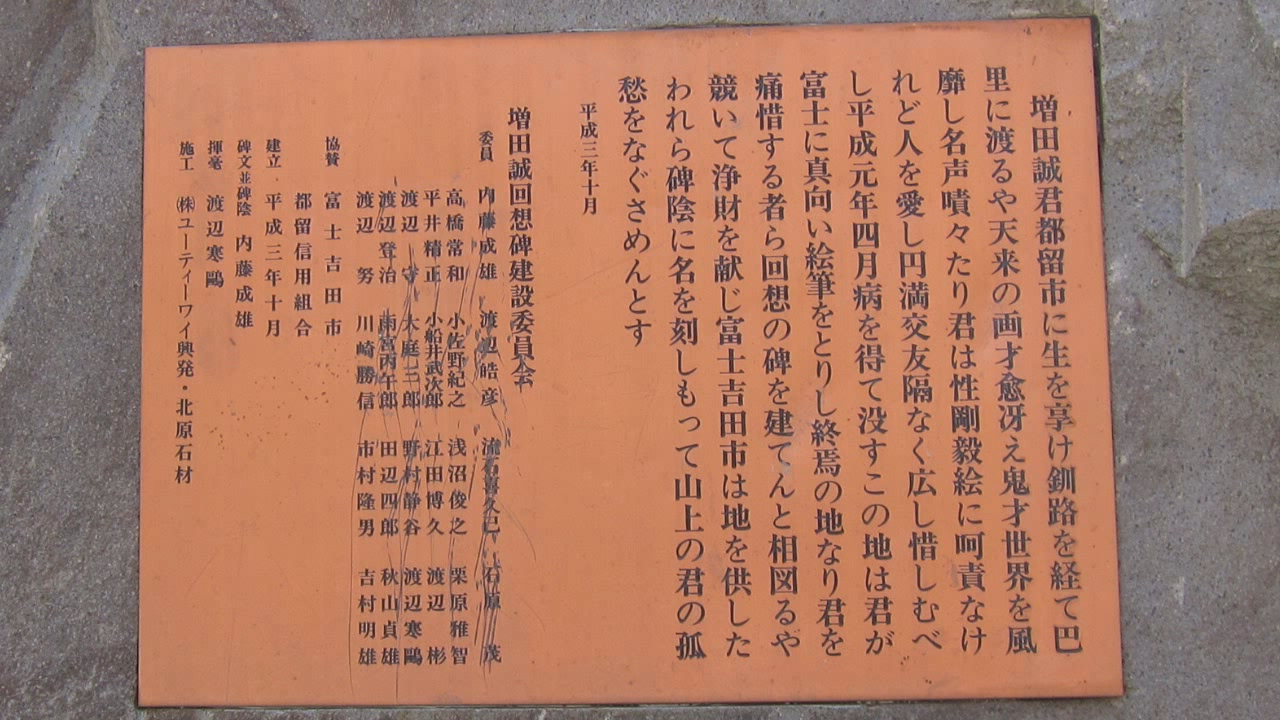 増田誠君都留市に生を享け釧路を経て巴
里に渡るや天来の画才愈冴え鬼才世界を風
靡し名声嘖々たり君は性剛毅絵に呵責なけ
れど人を愛し円満交友隔なく広し惜しむべ
し平成元年四月病を得て没すこの地は君が
富士に真向い絵筆をとりし終焉の地なり君を
痛惜する者ら回想の碑を建てんと相図るや
競いて浄財を献じ富士吉田市は地を供した
われら碑陰に名を刻しもって山上の君の孤
愁をなぐさめんとす
平成三年十月
増田誠回想碑建設委員会
委員 内藤成雄 渡辺皓彦 流石喜久巳 石原茂
高橋常和 小佐野紀之 浅沼俊之 栗原雅智
平井精正 小船井武次郎 江田博久 渡辺彬
渡辺守 大庭三郎 野村静谷 渡辺寒鷗
渡辺登治 雨宮丙午郎 田辺四郎 秋山貞雄
渡辺努 川崎勝信 市村隆男 吉村明雄
協賛 富士吉田市
都留信用組合
建立 平成三年十月
碑文並碑陰 内藤成雄
揮毫 渡辺寒鷗
施工 ㈱ユーティーワイ興発・北原石材